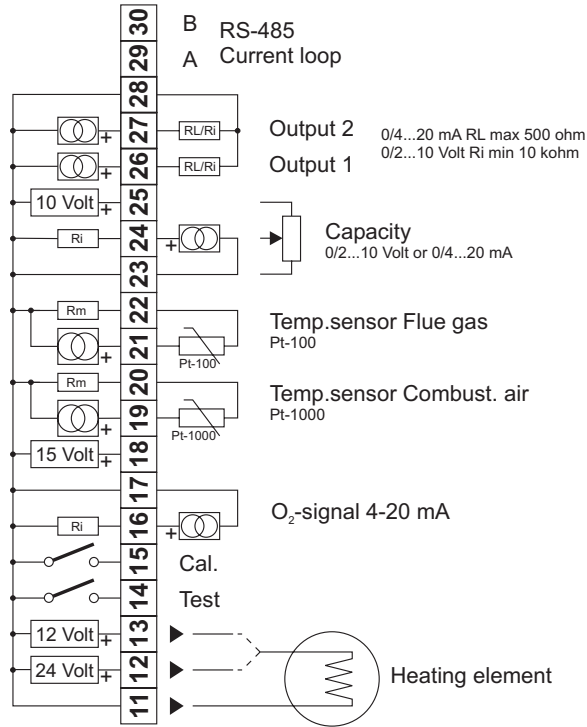 30 B RS-485
29 A Current loop
28
27 + RL/Ri Output 2 0/4...20 mA RL max 500 ohm
26 + RL/Ri Output 1 0/2...10 Volt Ri min 10 kohm
10 Volt + 25
Ri 24 + Capacity
0/2...10 Volt or 0/4...20 mA
23
Rm 22
Temp.sensor Flue gas
+ 21 Pt-100 Pt-100
Rm 20
Temp.sensor Combust. air
+ 19 Pt-1000 Pt-1000
15 Volt + 18
17
O₂-signal 4-20 mA
Ri 16 +
15 Cal.
14 Test
12 Volt + 13
24 Volt + 12 Heating element
11